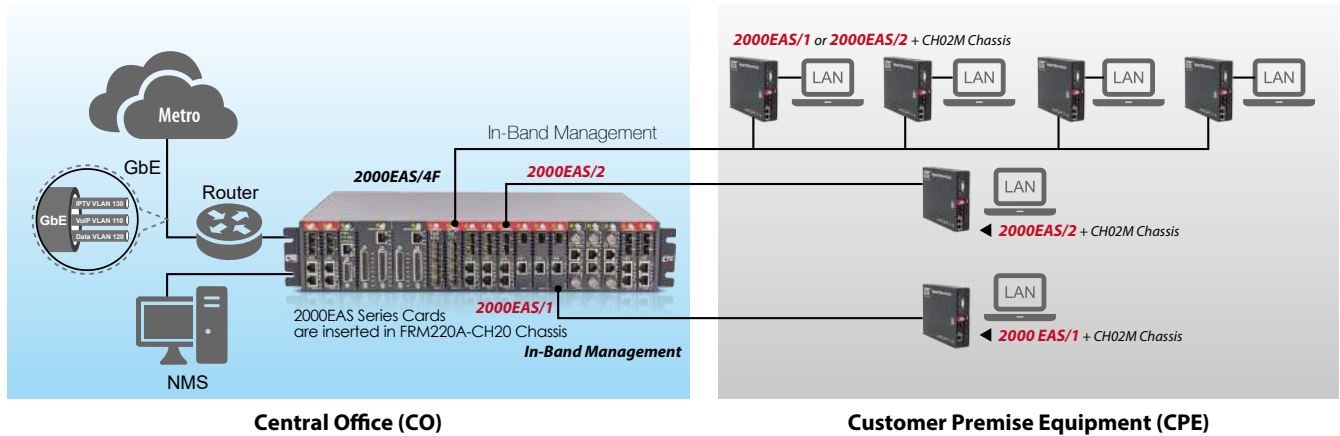 Metro
GbE
Router
GbE
IPTV VLAN 130
VoIP VLAN 110
Data VLAN 120
NMS
2000EAS/4F
In-Band Management
2000EAS/2
CTC
2000EAS/1
2000EAS Series Cards
are inserted in FRM220A-CH20 Chassis
In-Band Management
Central Office (CO)
2000EAS/1 or 2000EAS/2 + CH02M Chassis
LAN
LAN
LAN
LAN
LAN
2000EAS/2 + CH02M Chassis
LAN
2000 EAS/1 + CH02M Chassis
Customer Premise Equipment (CPE)